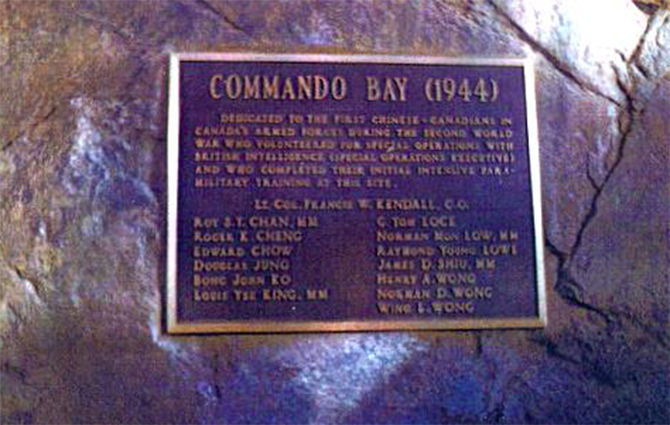 COMMANDO BAY (1944)
DEDICATED TO THE FIRST CHINESE-CANADIANS IN
CANADA'S ARMED FORCES DURING THE SECOND WORLD
WAR WHO VOLUNTEERED FOR SPECIAL OPERATIONS WITH
BRITISH INTELLIGENCE (SPECIAL OPERATIONS EXECUTIVE)
AND WHO COMPLETED THEIR INITIAL INTENSIVE PARA-
MILITARY TRAINING AT THIS SITE.
LT. COL. FRANCIS W. KENDALL, C.O.
ROY S.T. CHAN, MM
ROGER K. CHENG
EDWARD CHOW
DOUGLAS JUNG
BONG JOHN KO
LOUIS YEE KING, MM
C TOM LOCK
NORMAN MON LOW, MM
RAYMOND YOUNG LOWE
JAMES D. SHIU, MM
HENRY A. WONG
NORMAN D. WONG
WING L. WONG